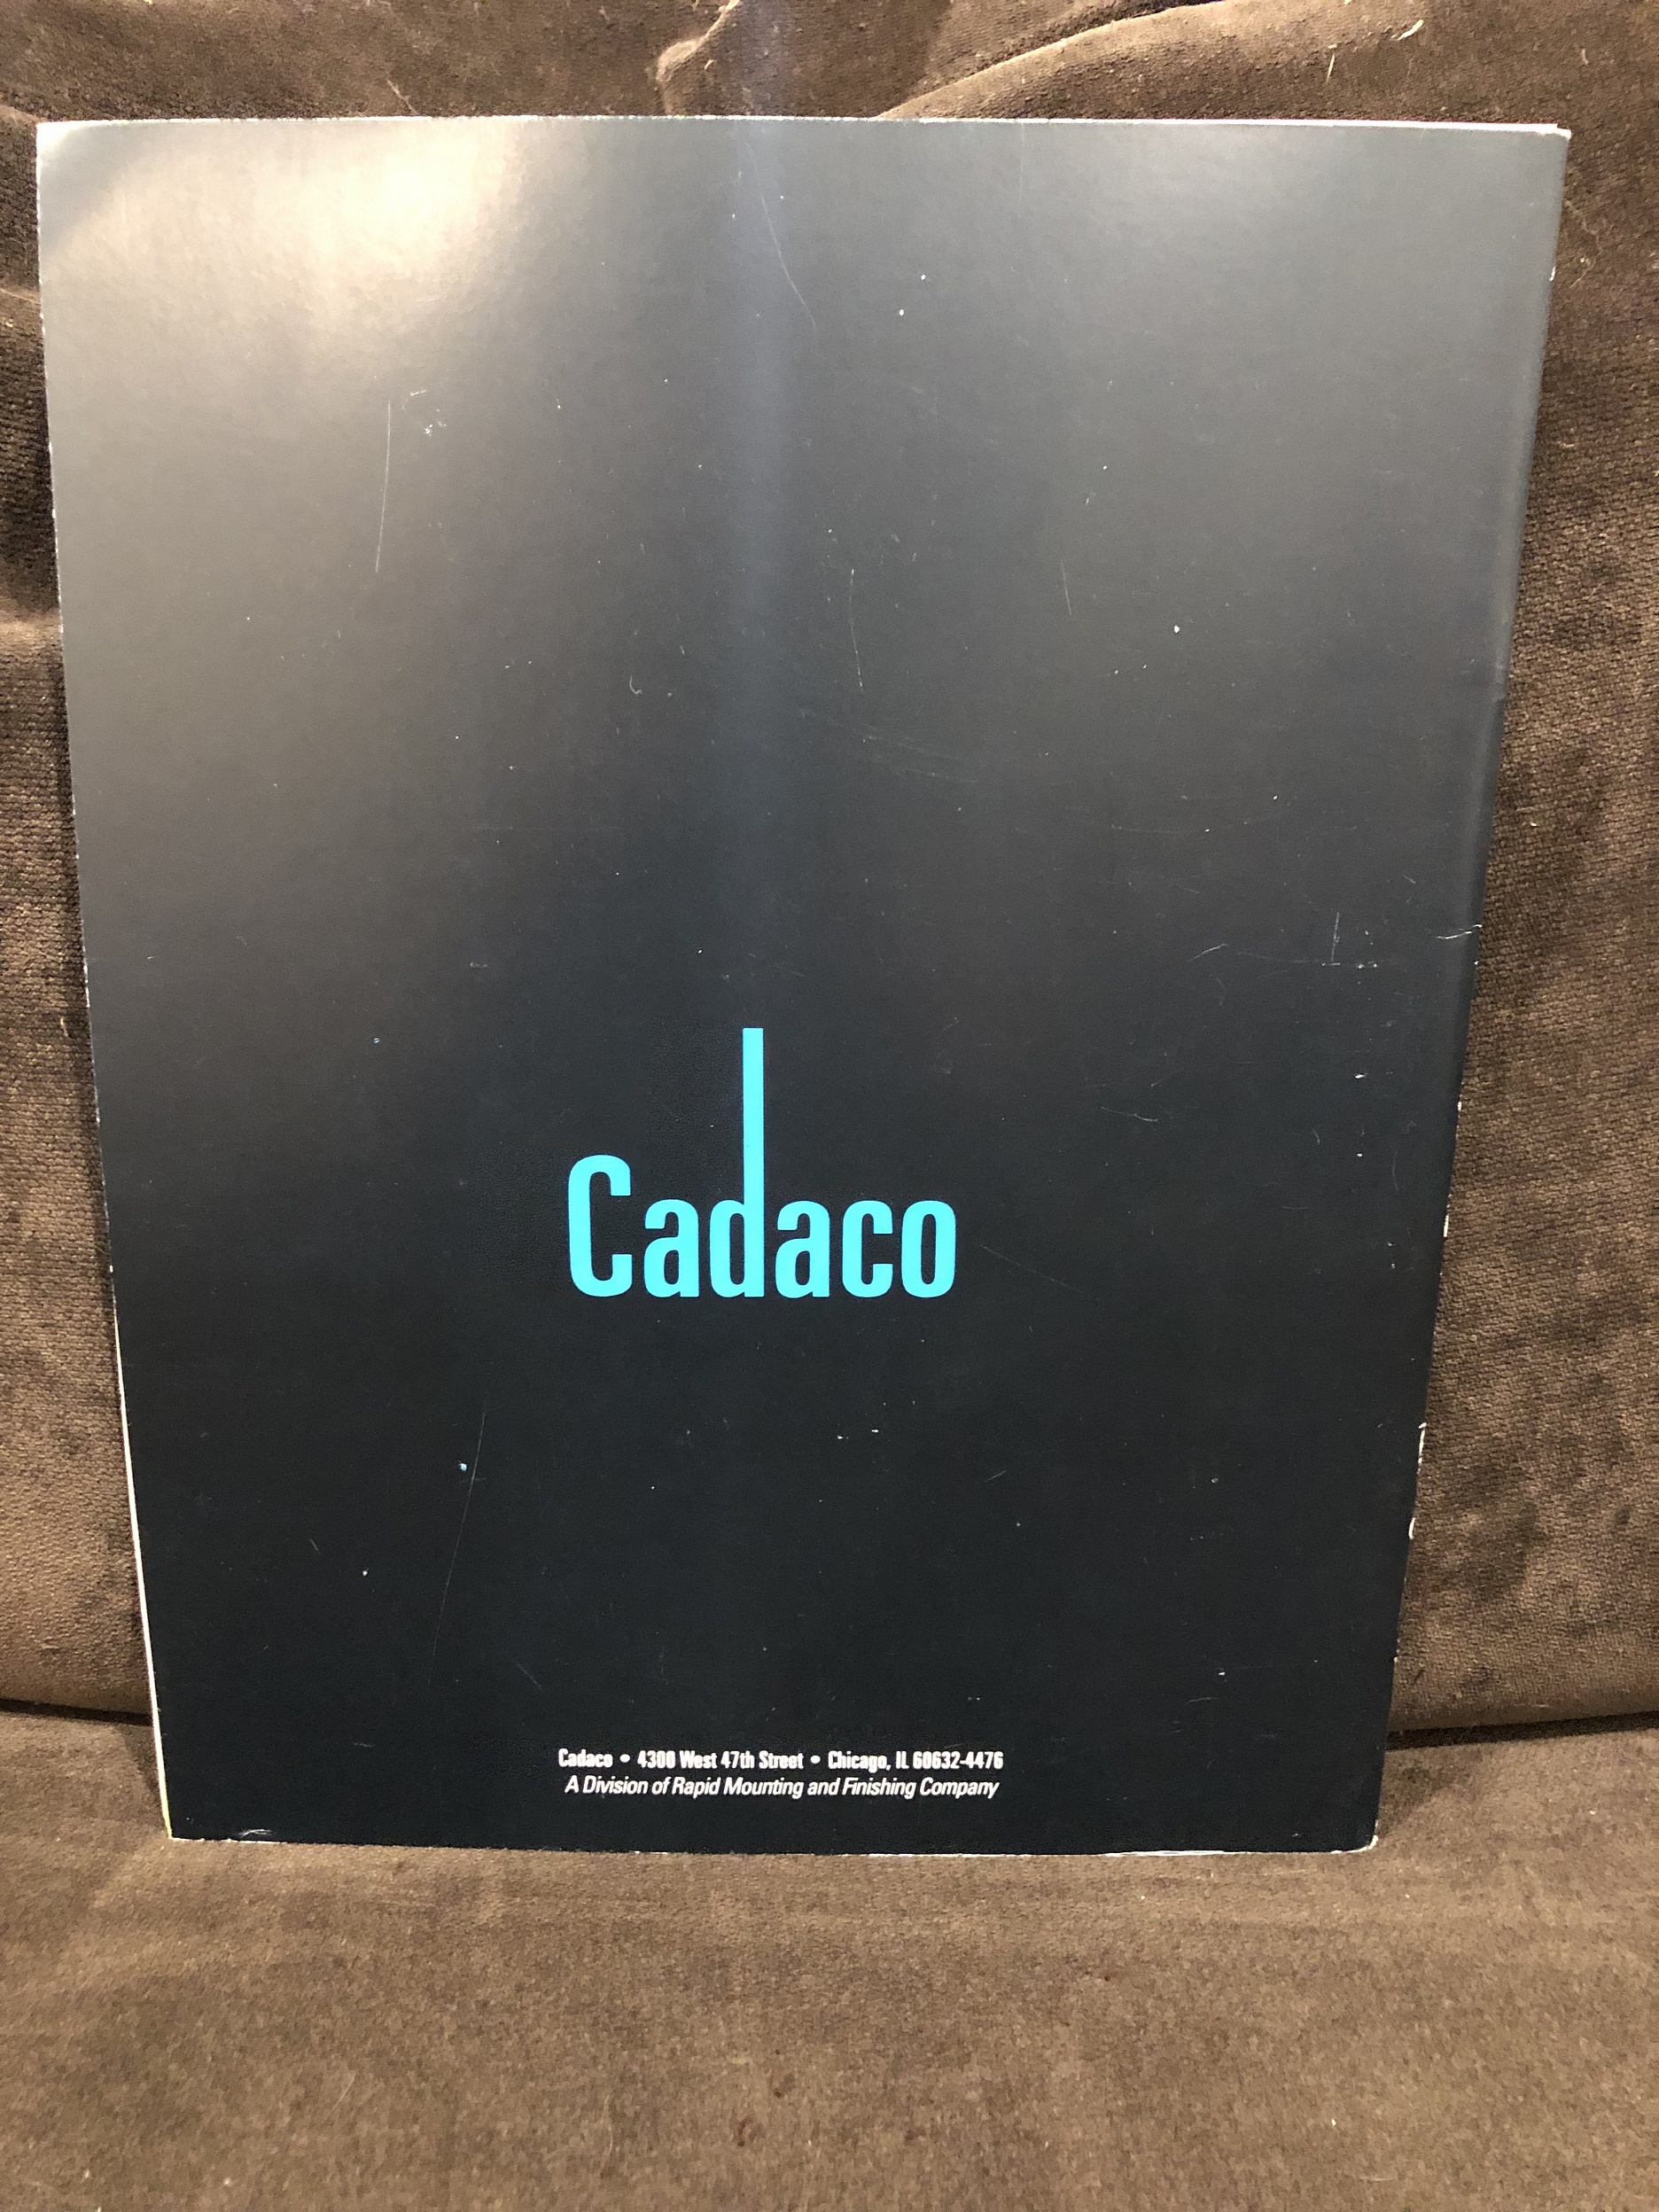 Cadaco
Cadaco • 4300 West 47th Street • Chicago, IL 60632-4476
A Division of Rapid Mounting and Finishing Company